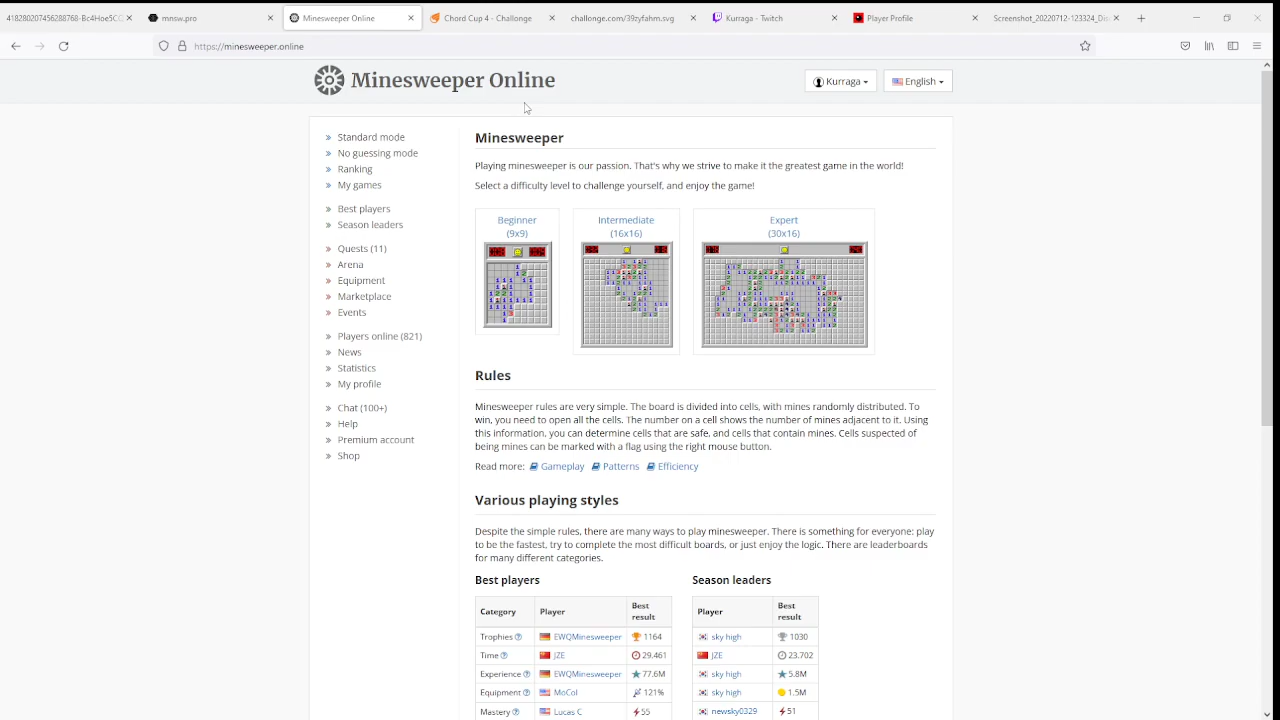 418280207456288768-Bc4Hoe5CC
mnsw.pro
Minesweeper Online
Chord Cup 4 - Challonge
challonge.com/39zyfahm.svg
Kurraga - Twitch
Player Profile
Screenshot_20220712-123324_Dis
https://minesweeper.online
Minesweeper Online
Kurraga
English
Standard mode
No guessing mode
Ranking
My games
Best players
Season leaders
Quests (11)
Arena
Equipment
Marketplace
Events
Players online (821)
News
Statistics
My profile
Chat (100+)
Help
Premium account
Shop
Minesweeper
Playing minesweeper is our passion. That's why we strive to make it the greatest game in the world!
Select a difficulty level to challenge yourself, and enjoy the game!
Beginner
(9x9)
Intermediate
(16x16)
Expert
(30x16)
Rules
Minesweeper rules are very simple. The board is divided into cells, with mines randomly distributed. To
win, you need to open all the cells. The number on a cell shows the number of mines adjacent to it. Using
this information, you can determine cells that are safe, and cells that contain mines. Cells suspected of
being mines can be marked with a flag using the right mouse button.
Read more: Gameplay Patterns Efficiency
Various playing styles
Despite the simple rules, there are many ways to play minesweeper. There is something for everyone: play
to be the fastest, try to complete the most difficult boards, or just enjoy the logic. There are leaderboards
for many different categories.
Best players
Category Player Best
result
Trophies EWQMinesweeper 1164
Time JZE 29.461
Experience EWQMinesweeper 77.6M
Equipment MoCol 121%
Mastery Lucas C 55
Season leaders
Player Best
result
sky high 1030
JZE 23.702
sky high 5.8M
sky high 1.5M
newsky0329 51